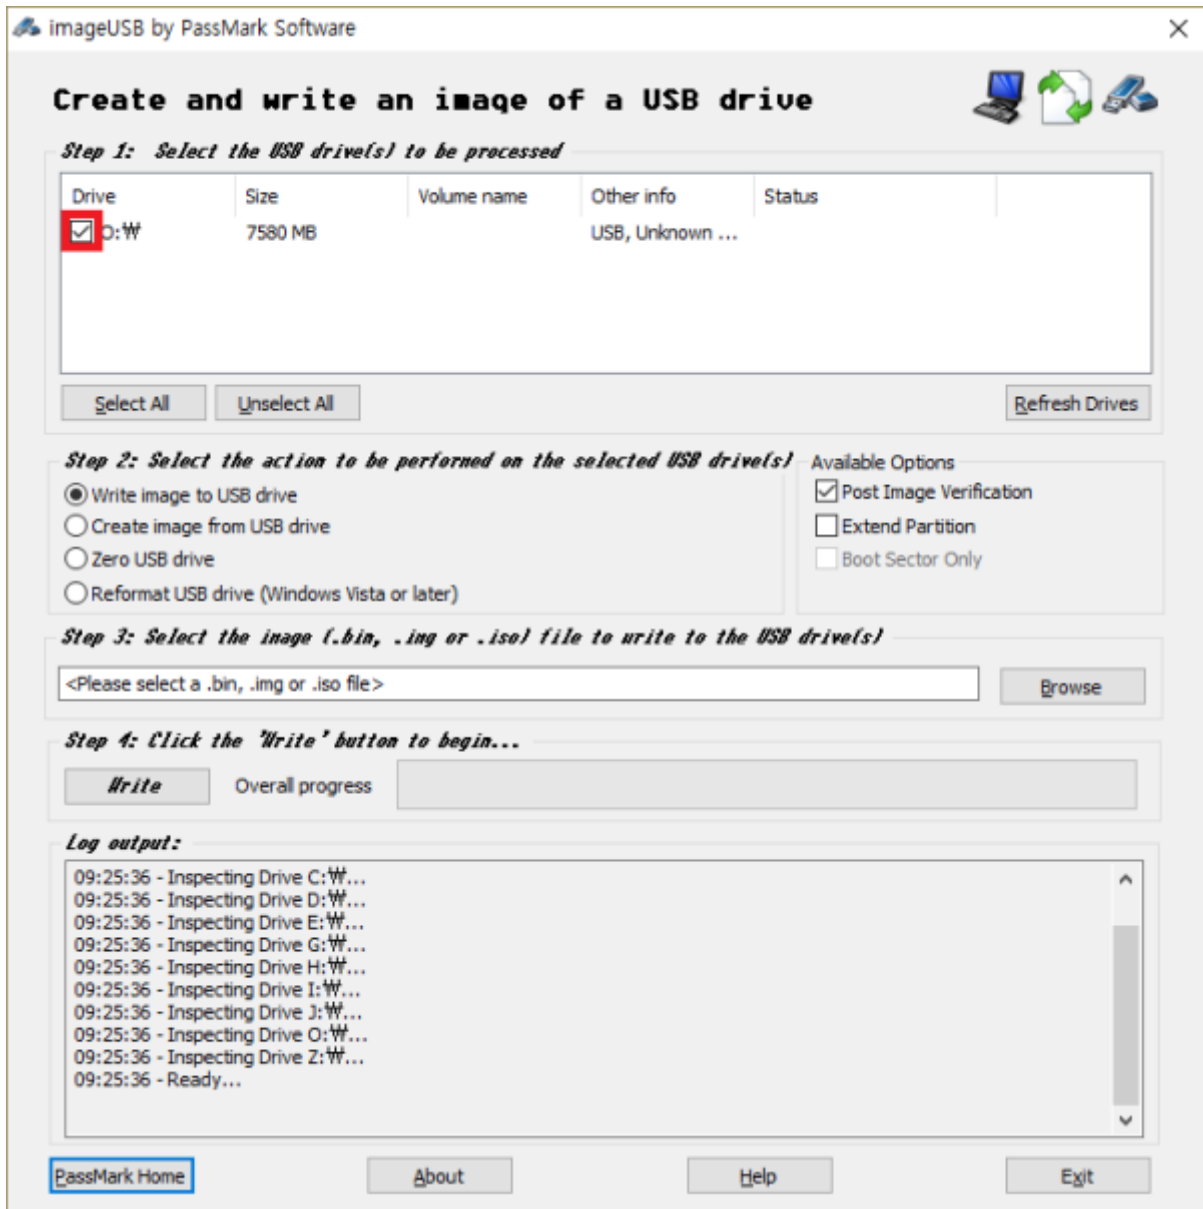 imageUSB by PassMark Software
Create and write an image of a USB drive
Step 1: Select the USB drive(s) to be processed
Drive Size Volume name Other info Status
O:₩ 7580 MB USB, Unknown ...
Select All Unselect All Refresh Drives
Step 2: Select the action to be performed on the selected USB drive(s) Available Options
Write image to USB drive Post Image Verification
Create image from USB drive Extend Partition
Zero USB drive Boot Sector Only
Reformat USB drive (Windows Vista or later)
Step 3: Select the image (.bin, .img or .iso) file to write to the USB drive(s)
<Please select a .bin, .img or .iso file> Browse
Step 4: Click the 'Write' button to begin...
Write Overall progress
Log output:
09:25:36 - Inspecting Drive C:₩...
09:25:36 - Inspecting Drive D:₩...
09:25:36 - Inspecting Drive E:₩...
09:25:36 - Inspecting Drive G:₩...
09:25:36 - Inspecting Drive H:₩...
09:25:36 - Inspecting Drive I:₩...
09:25:36 - Inspecting Drive J:₩...
09:25:36 - Inspecting Drive O:₩...
09:25:36 - Inspecting Drive Z:₩...
09:25:36 - Ready...
PassMark Home About Help Exit